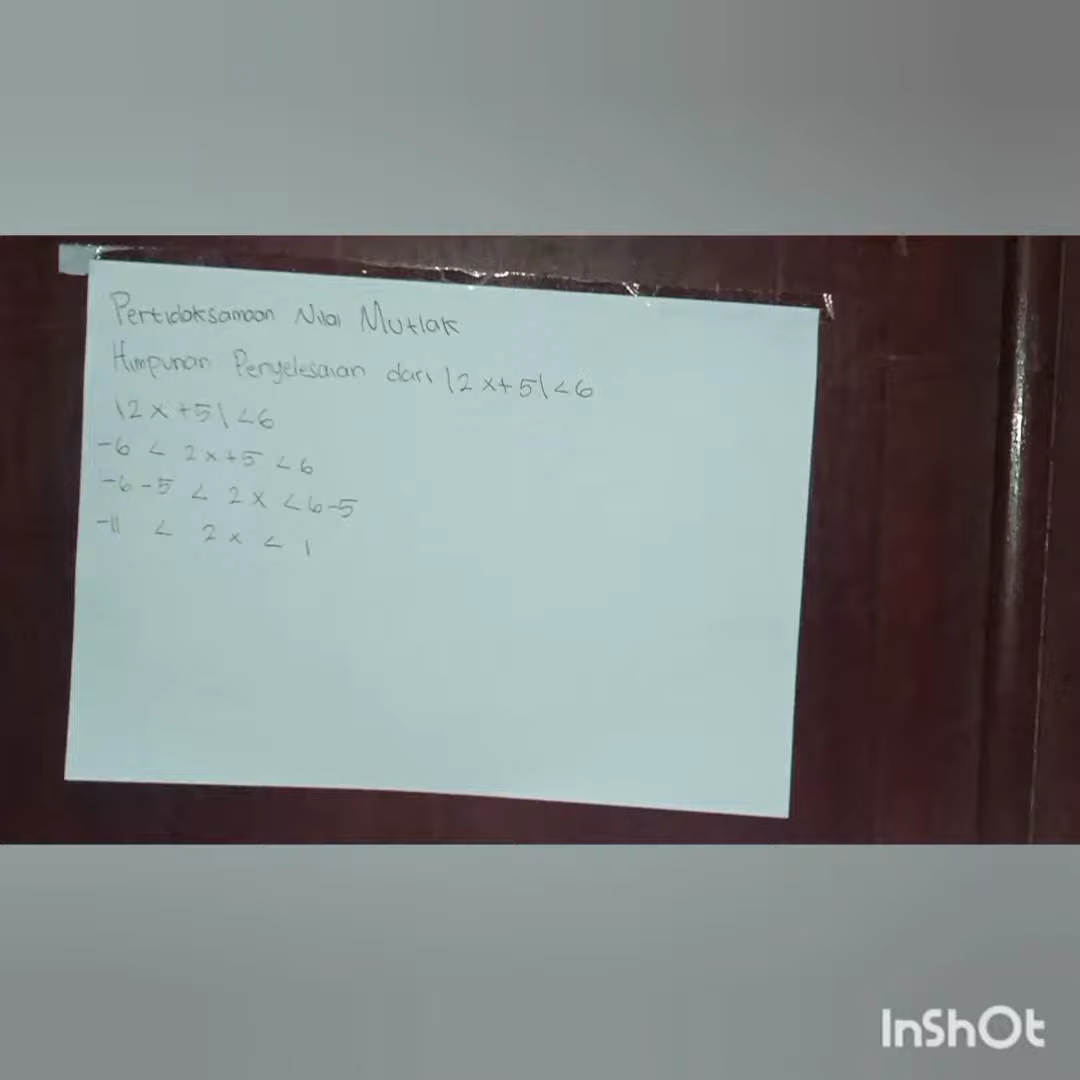 Pertidaksamaan Nilai Mutlak
Himpunan Penyelesaian dari |2x+5|<6
|2x+5|<6
-6 < 2x+5 <6
-6-5 < 2x <6-5
-11 < 2x < 1
InShOt